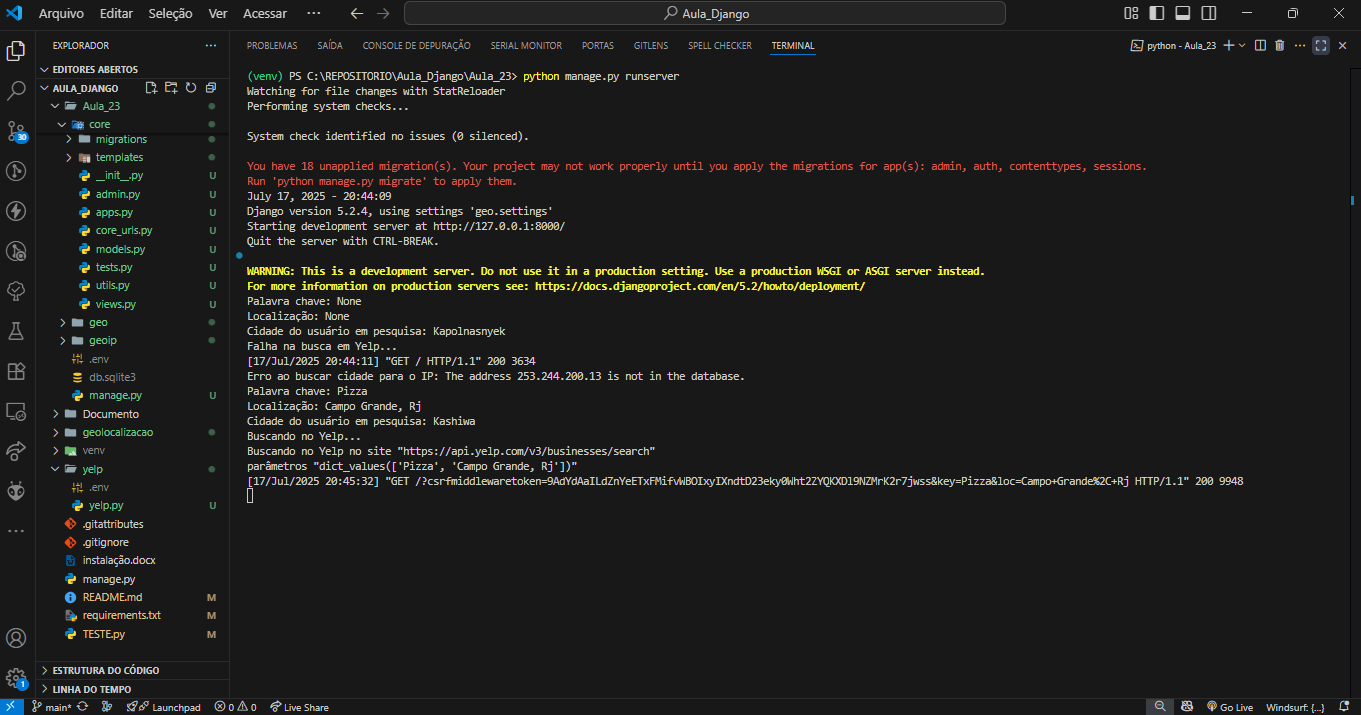 Arquivo Editar Seleção Ver Acessar ··· Aula_Django
EXPLORADOR ···
EDITORES ABERTOS
AULA_DJANGO
Aula_23
core
migrations
templates
__init__.py U
admin.py U
apps.py U
core_urls.py U
models.py U
tests.py U
utils.py U
views.py U
geo
geoip
.env
db.sqlite3
manage.py U
Documento
geolocalizacao
venv
yelp
.env
yelp.py U
.gitattributes
.gitignore
instalação.docx
manage.py
README.md M
requirements.txt M
TESTE.py M
ESTRUTURA DO CÓDIGO
LINHA DO TEMPO
30
1
PROBLEMAS SAÍDA CONSOLE DE DEPURAÇÃO SERIAL MONITOR PORTAS GITLENS SPELL CHECKER TERMINAL python - Aula_23
(venv) PS C:\REPOSITORIO\Aula_Django\Aula_23> python manage.py runserver
Watching for file changes with StatReloader
Performing system checks...
System check identified no issues (0 silenced).
You have 18 unapplied migration(s). Your project may not work properly until you apply the migrations for app(s): admin, auth, contenttypes, sessions.
Run 'python manage.py migrate' to apply them.
July 17, 2025 - 20:44:09
Django version 5.2.4, using settings 'geo.settings'
Starting development server at http://127.0.0.1:8000/
Quit the server with CTRL-BREAK.
WARNING: This is a development server. Do not use it in a production setting. Use a production WSGI or ASGI server instead.
For more information on production servers see: https://docs.djangoproject.com/en/5.2/howto/deployment/
Palavra chave: None
Localização: None
Cidade do usuário em pesquisa: Kapolnasnyek
Falha na busca em Yelp...
[17/Jul/2025 20:44:11] "GET / HTTP/1.1" 200 3634
Erro ao buscar cidade para o IP: The address 253.244.200.13 is not in the database.
Palavra chave: Pizza
Localização: Campo Grande, Rj
Cidade do usuário em pesquisa: Kashiwa
Buscando no Yelp...
Buscando no Yelp no site "https://api.yelp.com/v3/businesses/search"
parâmetros "dict_values(['Pizza', 'Campo Grande, Rj'])"
[17/Jul/2025 20:45:32] "GET /?csrfmiddlewaretoken=9AdYdAaILdZnYeETxFMifvWBOIxyIXndtD23eky0Wht2ZYQKXDl9NZMrK2r7jwss&key=Pizza&loc=Campo+Grande%2C+Rj HTTP/1.1" 200 9948
main* Launchpad 0 0 Live Share Go Live Windsurf: {...}